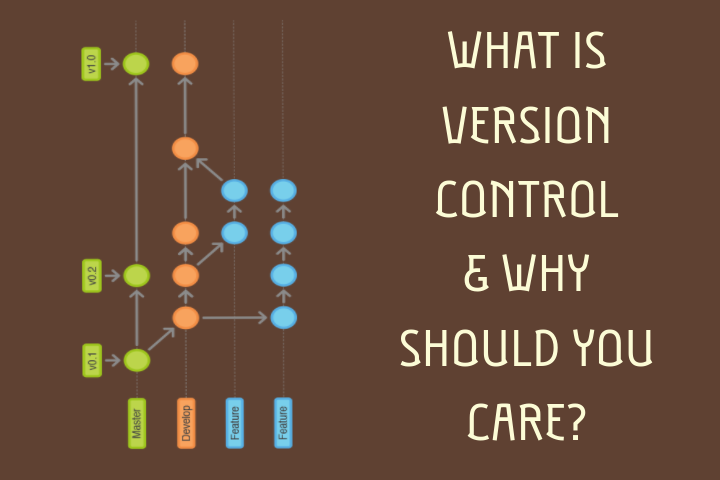 v1.0
v0.2
v0.1
Master
Develop
Feature
Feature
WHAT IS
VERSION
CONTROL
& WHY
SHOULD YOU
CARE?